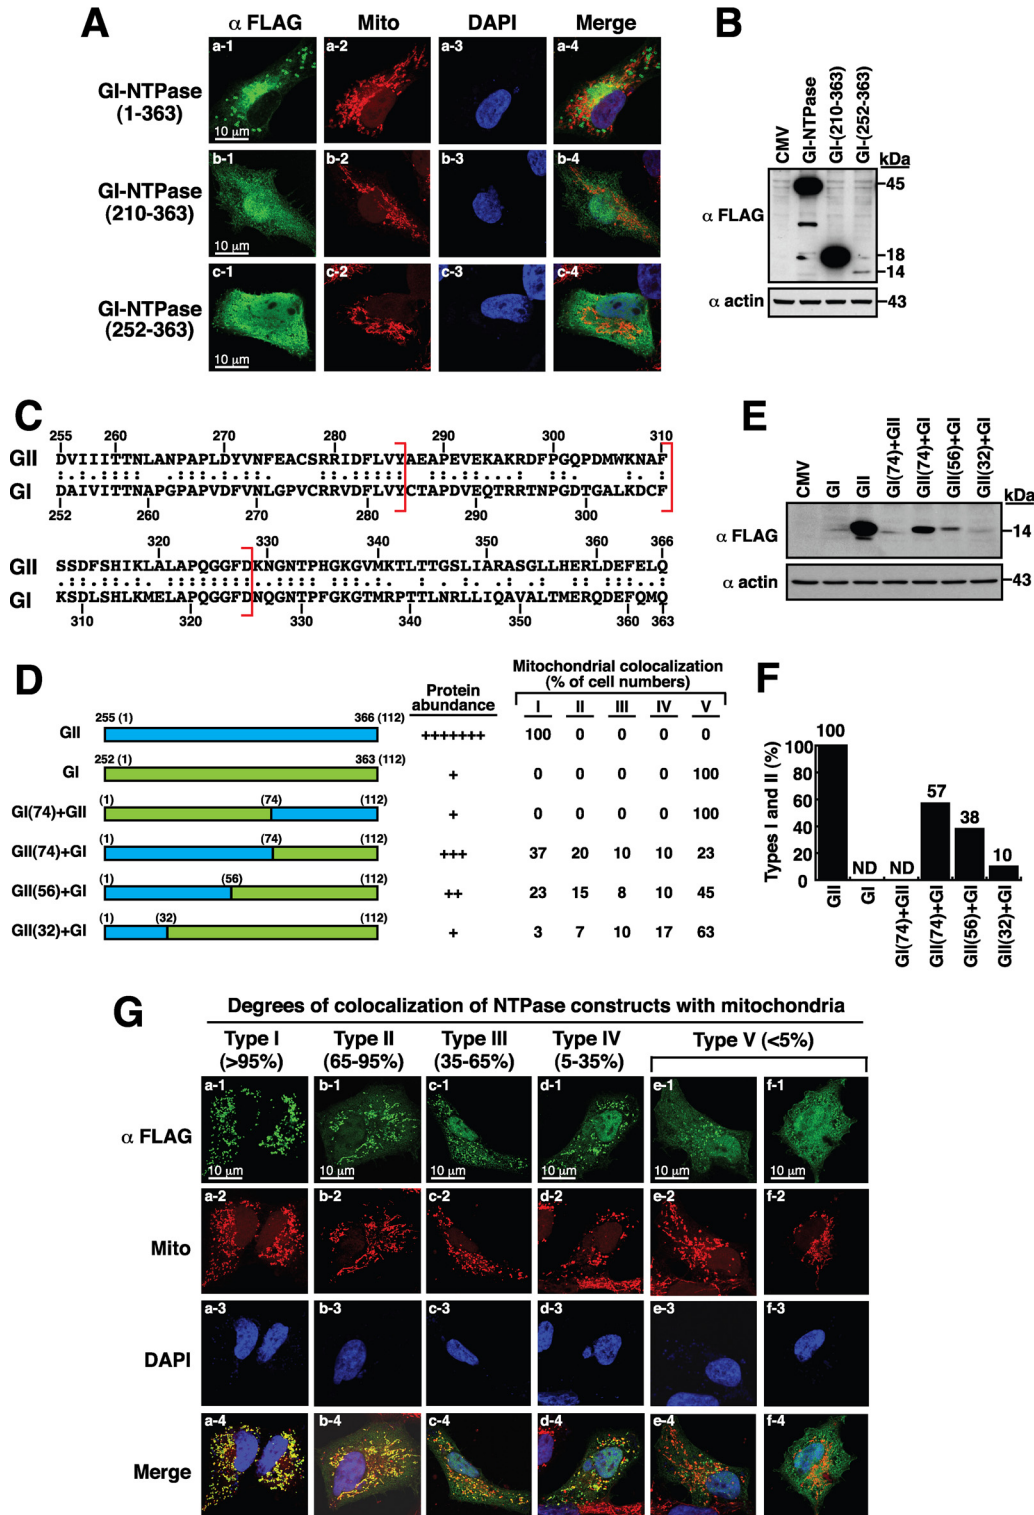 A
α FLAG Mito DAPI Merge
GI-NTPase
(1-363)
a-1 a-2 a-3 a-4
10 μm
GI-NTPase
(210-363)
b-1 b-2 b-3 b-4
10 μm
GI-NTPase
(252-363)
c-1 c-2 c-3 c-4
10 μm
B
CMV GI-NTPase GI-(210-363) GI-(252-363)
kDa
α FLAG
45
18
14
α actin
43
C
255 260 270 280 290 300 310
GII DVIIITTNLANPAPLDYVNFEACSRRIDFLVYAEAPEVEKAKRDFPGQPDMWKNAF
GI DAIVITTNAPGPAPVDFVNLGPVCRRVDFLVYCTAPDVEQTRRTNPGDTGALKDCF
252 260 270 280 290 300
320 330 340 350 360 366
GII SSDFSHIKLALAPQGGFDKNGNTPHGKGVMKTLTTGSLIARASGLLHERLDEFELQ
GI KSDLSHLKMELAPQGGFDNQGNTPFGKGTMRPTTLNRLLIQAVALTMERQDEFQMQ
310 320 330 340 350 360 363
E
CMV GI GII GI(74)+GII GII(74)+GI GII(56)+GI GII(32)+GI
kDa
α FLAG
14
α actin
43
D
Protein
abundance
Mitochondrial colocalization
(% of cell numbers)
I II III IV V
255 (1) 366 (112)
GII +++++++ 100 0 0 0 0
252 (1) 363 (112)
GI + 0 0 0 0 100
(1) (74) (112)
GI(74)+GII + 0 0 0 0 100
(1) (74) (112)
GII(74)+GI +++ 37 20 10 10 23
(1) (56) (112)
GII(56)+GI ++ 23 15 8 10 45
(1) (32) (112)
GII(32)+GI + 3 7 10 17 63
F
Types I and II (%)
100
80
60
40
20
0
100 ND ND 57 38 10
GII GI GI(74)+GII GII(74)+GI GII(56)+GI GII(32)+GI
G
Degrees of colocalization of NTPase constructs with mitochondria
Type I Type II Type III Type IV Type V (<5%)
(>95%) (65-95%) (35-65%) (5-35%)
α FLAG
a-1 b-1 c-1 d-1 e-1 f-1
10 μm 10 μm 10 μm 10 μm 10 μm 10 μm
Mito
a-2 b-2 c-2 d-2 e-2 f-2
DAPI
a-3 b-3 c-3 d-3 e-3 f-3
Merge
a-4 b-4 c-4 d-4 e-4 f-4